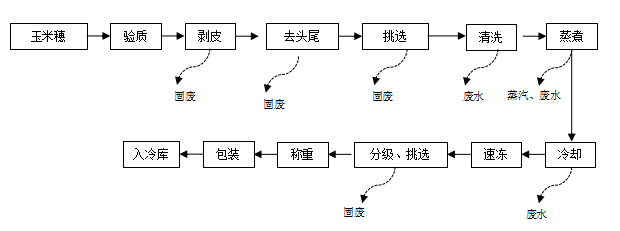 玉米穗 验质 剥皮 去头尾 挑选 清洗 蒸煮
固废 固废 固废 废水 蒸汽、废水
入冷库 包装 称重 分级、挑选 速冻 冷却
固废 废水